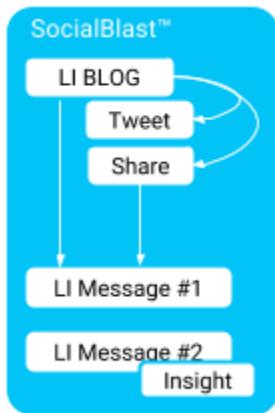 SocialBlast™
LI BLOG
Tweet
Share
LI Message #1
LI Message #2
Insight